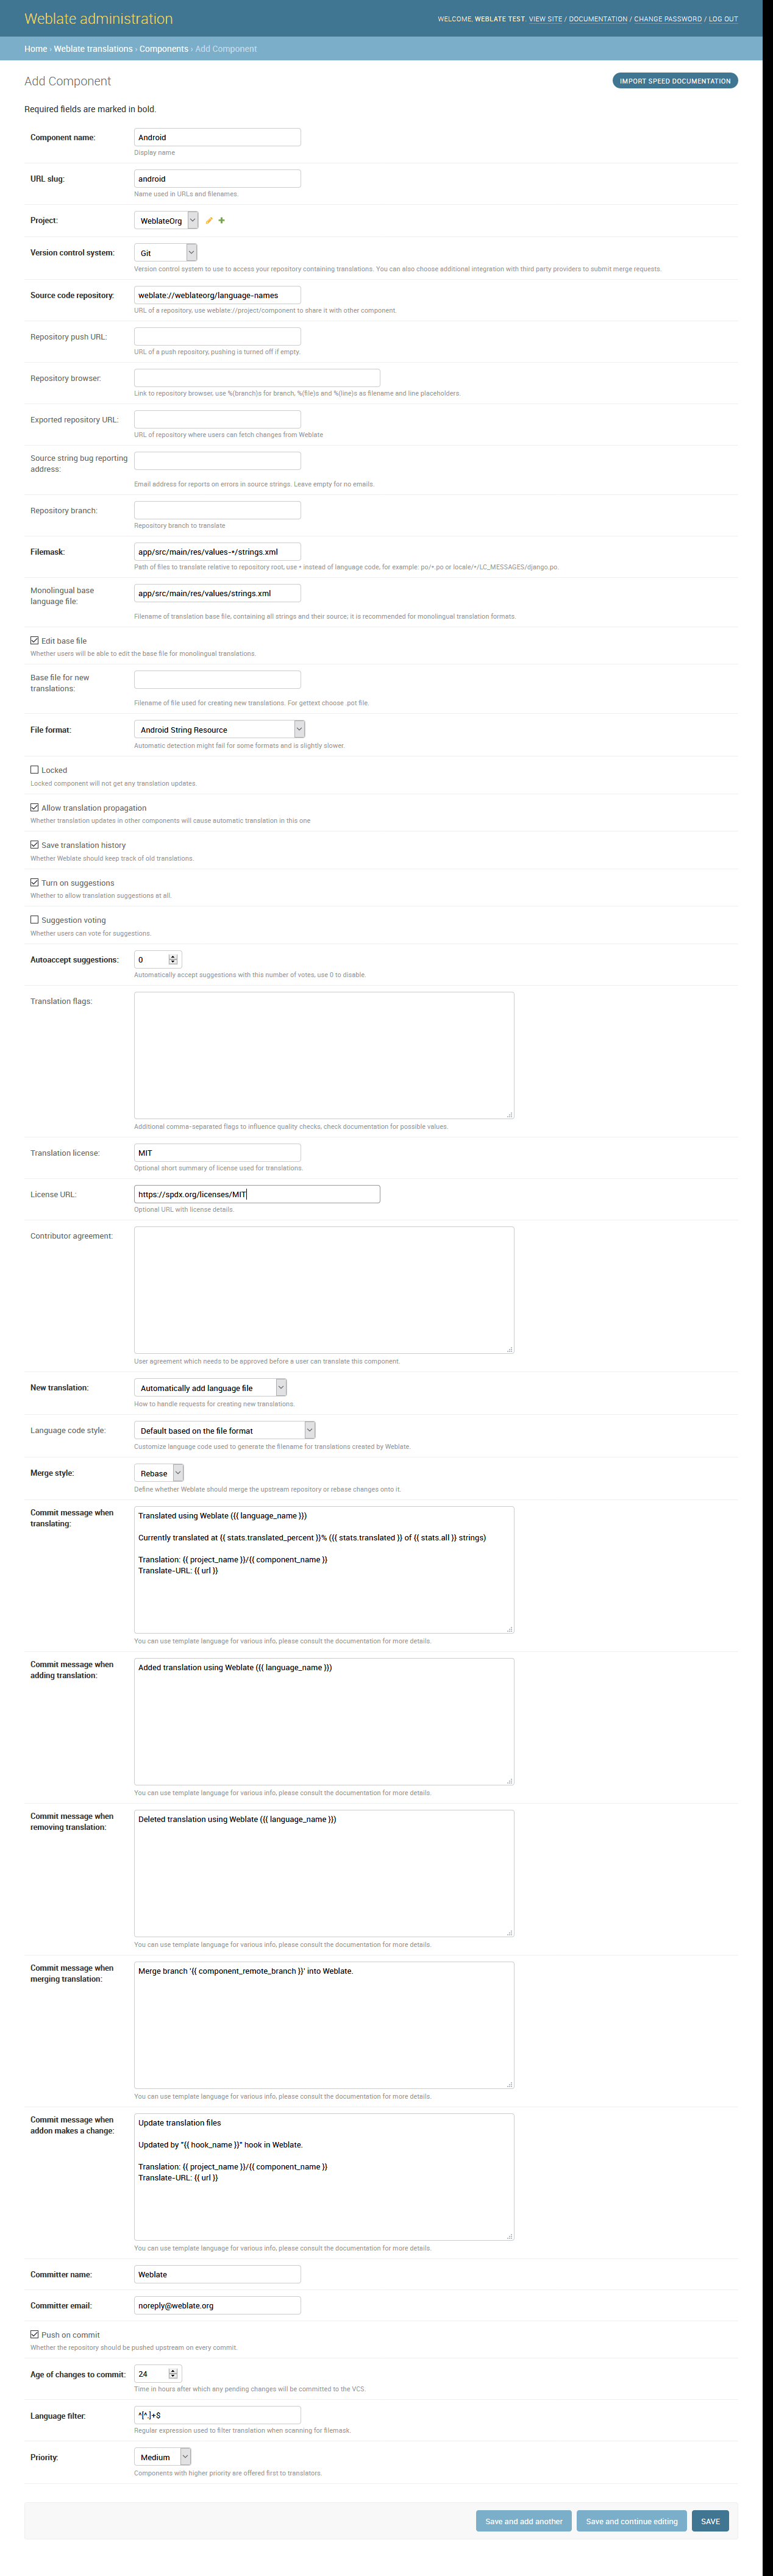 Weblate administration
WELCOME, WEBLATE TEST. VIEW SITE / DOCUMENTATION / CHANGE PASSWORD / LOG OUT
Home › Weblate translations › Components › Add Component
Add Component
IMPORT SPEED DOCUMENTATION
Required fields are marked in bold.
Component name:
Android
Display name
URL slug:
android
Name used in URLs and filenames.
Project:
WeblateOrg
Version control system:
Git
Version control system to use to access your repository containing translations. You can also choose additional integration with third party providers to submit merge requests.
Source code repository:
weblate://weblateorg/language-names
URL of a repository, use weblate://project/component to share it with other component.
Repository push URL:
URL of a push repository, pushing is turned off if empty.
Repository browser:
Link to repository browser, use %(branch)s for branch, %(file)s and %(line)s as filename and line placeholders.
Exported repository URL:
URL of repository where users can fetch changes from Weblate
Source string bug reporting
address:
Email address for reports on errors in source strings. Leave empty for no emails.
Repository branch:
Repository branch to translate
Filemask:
app/src/main/res/values-*/strings.xml
Path of files to translate relative to repository root, use * instead of language code, for example: po/*.po or locale/*/LC_MESSAGES/django.po.
Monolingual base
language file:
app/src/main/res/values/strings.xml
Filename of translation base file, containing all strings and their source; it is recommended for monolingual translation formats.
Edit base file
Whether users will be able to edit the base file for monolingual translations.
Base file for new
translations:
Filename of file used for creating new translations. For gettext choose .pot file.
File format:
Android String Resource
Automatic detection might fail for some formats and is slightly slower.
Locked
Locked component will not get any translation updates.
Allow translation propagation
Whether translation updates in other components will cause automatic translation in this one
Save translation history
Whether Weblate should keep track of old translations.
Turn on suggestions
Whether to allow translation suggestions at all.
Suggestion voting
Whether users can vote for suggestions.
Autoaccept suggestions:
0
Automatically accept suggestions with this number of votes, use 0 to disable.
Translation flags:
Additional comma-separated flags to influence quality checks, check documentation for possible values.
Translation license:
MIT
Optional short summary of license used for translations.
License URL:
https://spdx.org/licenses/MIT
Optional URL with license details.
Contributor agreement:
User agreement which needs to be approved before a user can translate this component.
New translation:
Automatically add language file
How to handle requests for creating new translations.
Language code style:
Default based on the file format
Customize language code used to generate the filename for translations created by Weblate.
Merge style:
Rebase
Define whether Weblate should merge the upstream repository or rebase changes onto it.
Commit message when
translating:
Translated using Weblate ({{ language_name }})
Currently translated at {{ stats.translated_percent }}% ({{ stats.translated }} of {{ stats.all }} strings)
Translation: {{ project_name }}/{{ component_name }}
Translate-URL: {{ url }}
You can use template language for various info, please consult the documentation for more details.
Commit message when
adding translation:
Added translation using Weblate ({{ language_name }})
You can use template language for various info, please consult the documentation for more details.
Commit message when
removing translation:
Deleted translation using Weblate ({{ language_name }})
You can use template language for various info, please consult the documentation for more details.
Commit message when
merging translation:
Merge branch '{{ component_remote_branch }}' into Weblate.
You can use template language for various info, please consult the documentation for more details.
Commit message when
addon makes a change:
Update translation files
Updated by "{{ hook_name }}" hook in Weblate.
Translation: {{ project_name }}/{{ component_name }}
Translate-URL: {{ url }}
You can use template language for various info, please consult the documentation for more details.
Committer name:
Weblate
Committer email:
noreply@weblate.org
Push on commit
Whether the repository should be pushed upstream on every commit.
Age of changes to commit:
24
Time in hours after which any pending changes will be committed to the VCS.
Language filter:
^[^.]+$
Regular expression used to filter translation when scanning for filemask.
Priority:
Medium
Components with higher priority are offered first to translators.
Save and add another
Save and continue editing
SAVE